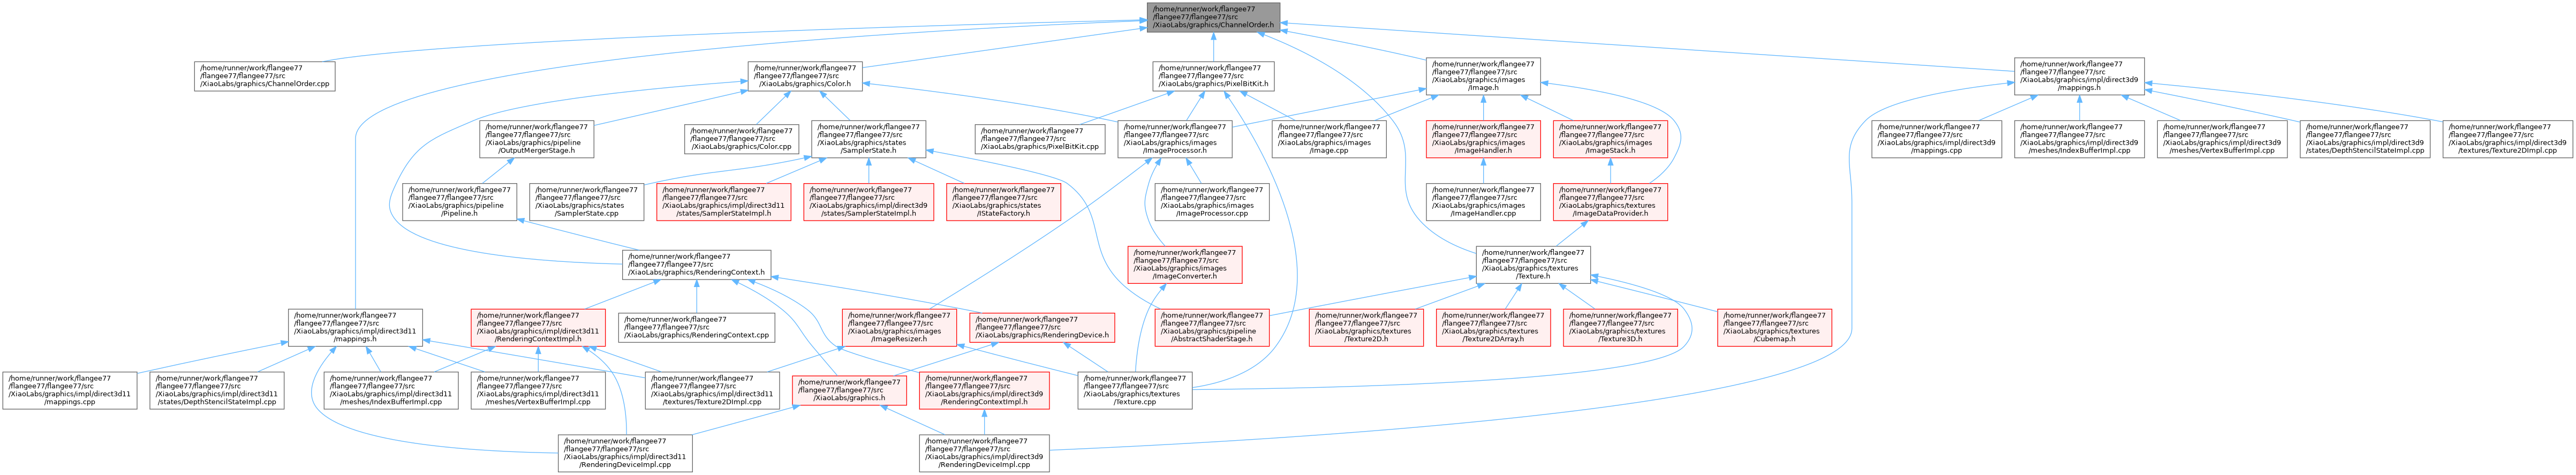 /home/runner/work/flangee77
/flangee77/flangee77/src
/XiaoLabs/graphics/ChannelOrder.h
/home/runner/work/flangee77
/flangee77/flangee77/src
/XiaoLabs/graphics/ChannelOrder.cpp
/home/runner/work/flangee77
/flangee77/flangee77/src
/XiaoLabs/graphics/Color.h
/home/runner/work/flangee77
/flangee77/flangee77/src
/XiaoLabs/graphics/PixelBitKit.h
/home/runner/work/flangee77
/flangee77/flangee77/src
/XiaoLabs/graphics/images
/Image.h
/home/runner/work/flangee77
/flangee77/flangee77/src
/XiaoLabs/graphics/impl/direct3d9
/mappings.h
/home/runner/work/flangee77
/flangee77/flangee77/src
/XiaoLabs/graphics/pipeline
/OutputMergerStage.h
/home/runner/work/flangee77
/flangee77/flangee77/src
/XiaoLabs/graphics/Color.cpp
/home/runner/work/flangee77
/flangee77/flangee77/src
/XiaoLabs/graphics/states
/SamplerState.h
/home/runner/work/flangee77
/flangee77/flangee77/src
/XiaoLabs/graphics/PixelBitKit.cpp
/home/runner/work/flangee77
/flangee77/flangee77/src
/XiaoLabs/graphics/images
/ImageProcessor.h
/home/runner/work/flangee77
/flangee77/flangee77/src
/XiaoLabs/graphics/images
/Image.cpp
/home/runner/work/flangee77
/flangee77/flangee77/src
/XiaoLabs/graphics/images
/ImageHandler.h
/home/runner/work/flangee77
/flangee77/flangee77/src
/XiaoLabs/graphics/images
/ImageStack.h
/home/runner/work/flangee77
/flangee77/flangee77/src
/XiaoLabs/graphics/impl/direct3d9
/mappings.cpp
/home/runner/work/flangee77
/flangee77/flangee77/src
/XiaoLabs/graphics/impl/direct3d9
/meshes/IndexBufferImpl.cpp
/home/runner/work/flangee77
/flangee77/flangee77/src
/XiaoLabs/graphics/impl/direct3d9
/meshes/VertexBufferImpl.cpp
/home/runner/work/flangee77
/flangee77/flangee77/src
/XiaoLabs/graphics/impl/direct3d9
/states/DepthStencilStateImpl.cpp
/home/runner/work/flangee77
/flangee77/flangee77/src
/XiaoLabs/graphics/impl/direct3d9
/textures/Texture2DImpl.cpp
/home/runner/work/flangee77
/flangee77/flangee77/src
/XiaoLabs/graphics/pipeline
/Pipeline.h
/home/runner/work/flangee77
/flangee77/flangee77/src
/XiaoLabs/graphics/states
/SamplerState.cpp
/home/runner/work/flangee77
/flangee77/flangee77/src
/XiaoLabs/graphics/impl/direct3d11
/states/SamplerStateImpl.h
/home/runner/work/flangee77
/flangee77/flangee77/src
/XiaoLabs/graphics/impl/direct3d9
/states/SamplerStateImpl.h
/home/runner/work/flangee77
/flangee77/flangee77/src
/XiaoLabs/graphics/states
/IStateFactory.h
/home/runner/work/flangee77
/flangee77/flangee77/src
/XiaoLabs/graphics/images
/ImageProcessor.cpp
/home/runner/work/flangee77
/flangee77/flangee77/src
/XiaoLabs/graphics/images
/ImageHandler.cpp
/home/runner/work/flangee77
/flangee77/flangee77/src
/XiaoLabs/graphics/textures
/ImageDataProvider.h
/home/runner/work/flangee77
/flangee77/flangee77/src
/XiaoLabs/graphics/RenderingContext.h
/home/runner/work/flangee77
/flangee77/flangee77/src
/XiaoLabs/graphics/images
/ImageConverter.h
/home/runner/work/flangee77
/flangee77/flangee77/src
/XiaoLabs/graphics/textures
/Texture.h
/home/runner/work/flangee77
/flangee77/flangee77/src
/XiaoLabs/graphics/impl/direct3d11
/mappings.h
/home/runner/work/flangee77
/flangee77/flangee77/src
/XiaoLabs/graphics/impl/direct3d11
/RenderingContextImpl.h
/home/runner/work/flangee77
/flangee77/flangee77/src
/XiaoLabs/graphics/RenderingContext.cpp
/home/runner/work/flangee77
/flangee77/flangee77/src
/XiaoLabs/graphics/images
/ImageResizer.h
/home/runner/work/flangee77
/flangee77/flangee77/src
/XiaoLabs/graphics/RenderingDevice.h
/home/runner/work/flangee77
/flangee77/flangee77/src
/XiaoLabs/graphics/pipeline
/AbstractShaderStage.h
/home/runner/work/flangee77
/flangee77/flangee77/src
/XiaoLabs/graphics/textures
/Texture2D.h
/home/runner/work/flangee77
/flangee77/flangee77/src
/XiaoLabs/graphics/textures
/Texture2DArray.h
/home/runner/work/flangee77
/flangee77/flangee77/src
/XiaoLabs/graphics/textures
/Texture3D.h
/home/runner/work/flangee77
/flangee77/flangee77/src
/XiaoLabs/graphics/textures
/Cubemap.h
/home/runner/work/flangee77
/flangee77/flangee77/src
/XiaoLabs/graphics/impl/direct3d11
/mappings.cpp
/home/runner/work/flangee77
/flangee77/flangee77/src
/XiaoLabs/graphics/impl/direct3d11
/states/DepthStencilStateImpl.cpp
/home/runner/work/flangee77
/flangee77/flangee77/src
/XiaoLabs/graphics/impl/direct3d11
/meshes/IndexBufferImpl.cpp
/home/runner/work/flangee77
/flangee77/flangee77/src
/XiaoLabs/graphics/impl/direct3d11
/meshes/VertexBufferImpl.cpp
/home/runner/work/flangee77
/flangee77/flangee77/src
/XiaoLabs/graphics/impl/direct3d11
/textures/Texture2DImpl.cpp
/home/runner/work/flangee77
/flangee77/flangee77/src
/XiaoLabs/graphics.h
/home/runner/work/flangee77
/flangee77/flangee77/src
/XiaoLabs/graphics/impl/direct3d9
/RenderingContextImpl.h
/home/runner/work/flangee77
/flangee77/flangee77/src
/XiaoLabs/graphics/textures
/Texture.cpp
/home/runner/work/flangee77
/flangee77/flangee77/src
/XiaoLabs/graphics/impl/direct3d11
/RenderingDeviceImpl.cpp
/home/runner/work/flangee77
/flangee77/flangee77/src
/XiaoLabs/graphics/impl/direct3d9
/RenderingDeviceImpl.cpp